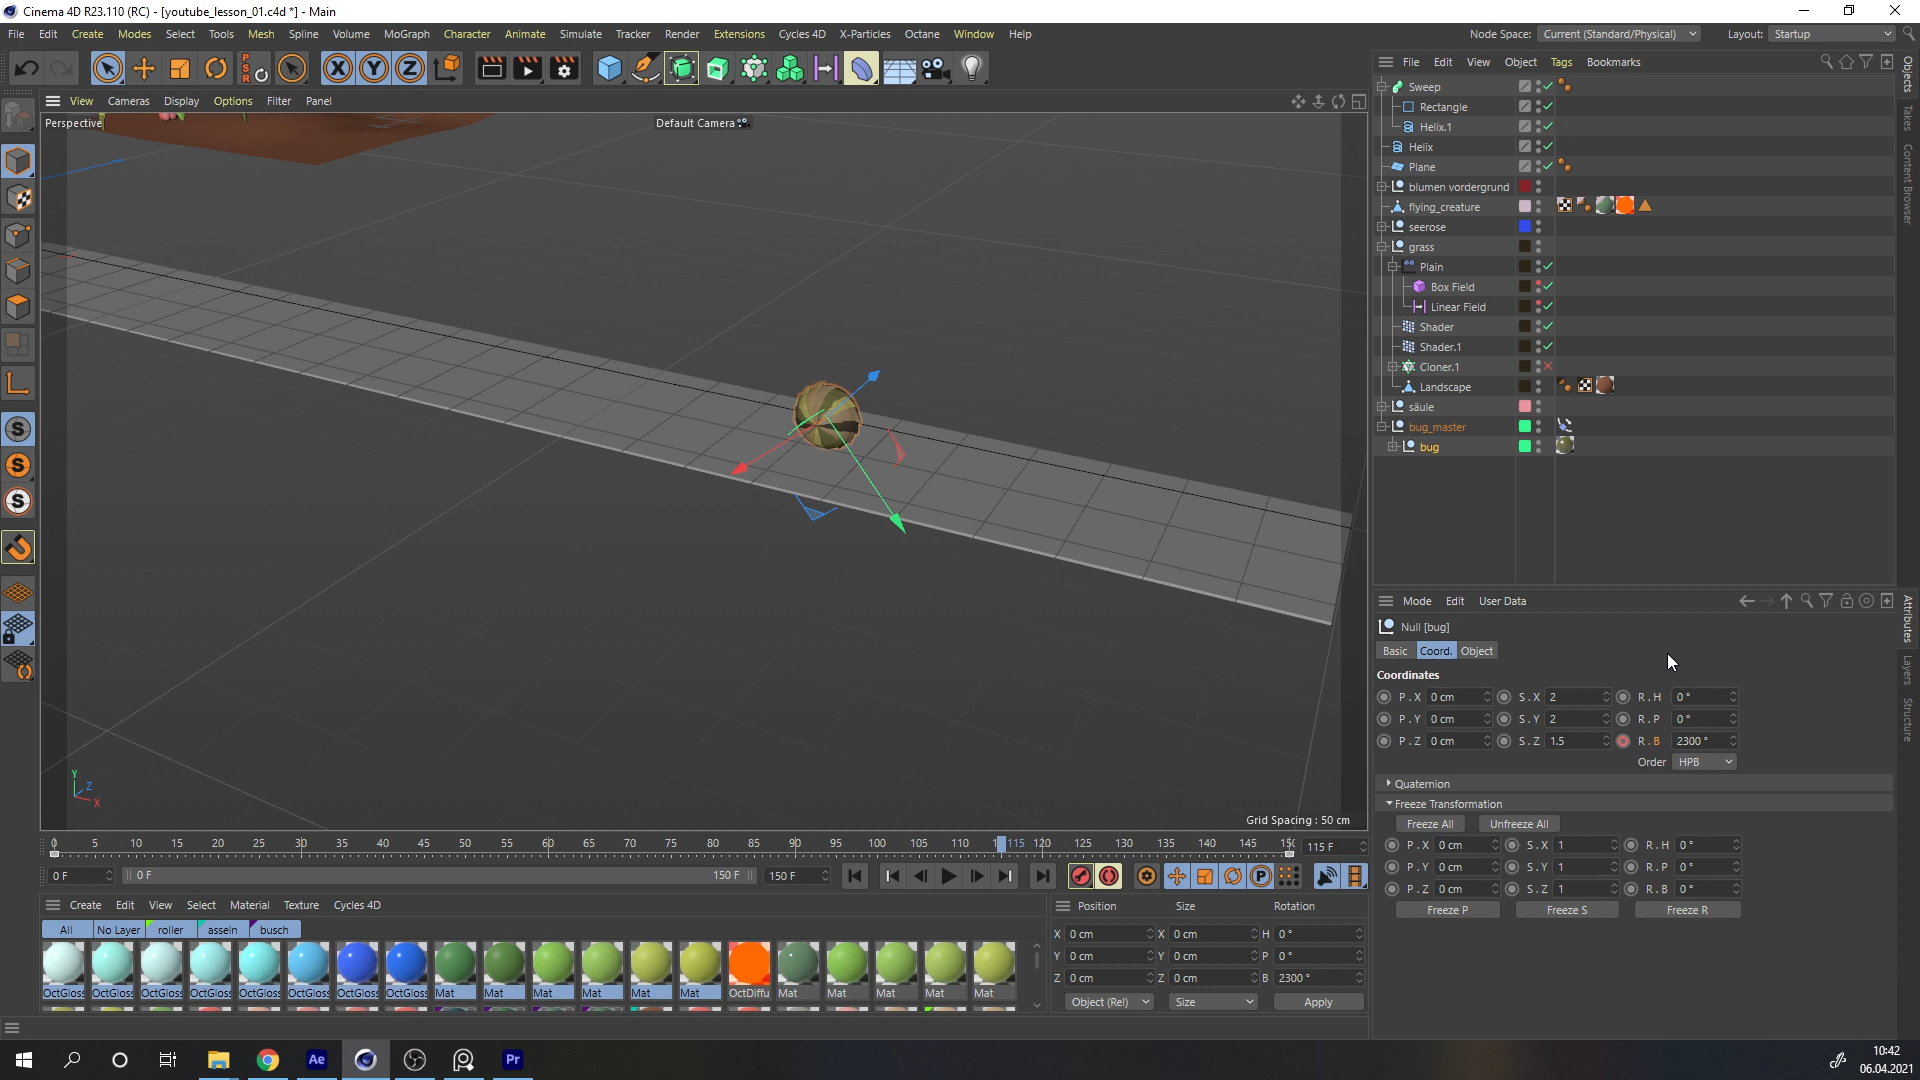 Cinema 4D R23.110 (RC) - [youtube_lesson_01.c4d *] - Main
File Edit Create Modes Select Tools Mesh Spline Volume MoGraph Character Animate Simulate Tracker Render Extensions Cycles 4D X-Particles Octane Window Help
Node Space: Current (Standard/Physical) Layout: Startup
View Cameras Display Options Filter Panel
Perspective
Default Camera
File Edit View Object Tags Bookmarks
Sweep
Rectangle
Helix.1
Helix
Plane
blumen vordergrund
flying_creature
seerose
grass
Plain
Box Field
Linear Field
Shader
Shader.1
Cloner.1
Landscape
säule
bug_master
bug
Objects
Takes
Content Browser
Attributes
Layers
Structure
Mode Edit User Data
Null [bug]
Basic Coord. Object
Coordinates
P . X 0 cm S . X 2 R . H 0 °
P . Y 0 cm S . Y 2 R . P 0 °
P . Z 0 cm S . Z 1.5 R . B 2300 °
Order HPB
Quaternion
Freeze Transformation
Freeze All Unfreeze All
P . X 0 cm S . X 1 R . H 0 °
P . Y 0 cm S . Y 1 R . P 0 °
P . Z 0 cm S . Z 1 R . B 0 °
Freeze P Freeze S Freeze R
Y
Z
X
Grid Spacing : 50 cm
0 5 10 15 20 25 30 35 40 45 50 55 60 65 70 75 80 85 90 95 100 105 110 115 120 125 130 135 140 145 150 115 F
0 F 0 F 150 F 150 F
Create Edit View Select Material Texture Cycles 4D
All No Layer roller asseln busch
OctGloss OctGloss OctGloss OctGloss OctGloss OctGloss OctGloss OctGloss Mat Mat Mat Mat Mat Mat OctDiffu Mat Mat Mat Mat Mat
Position Size Rotation
X 0 cm X 0 cm H 0 °
Y 0 cm Y 0 cm P 0 °
Z 0 cm Z 0 cm B 2300 °
Object (Rel) Size Apply
Ae
Pr
10:42
06.04.2021